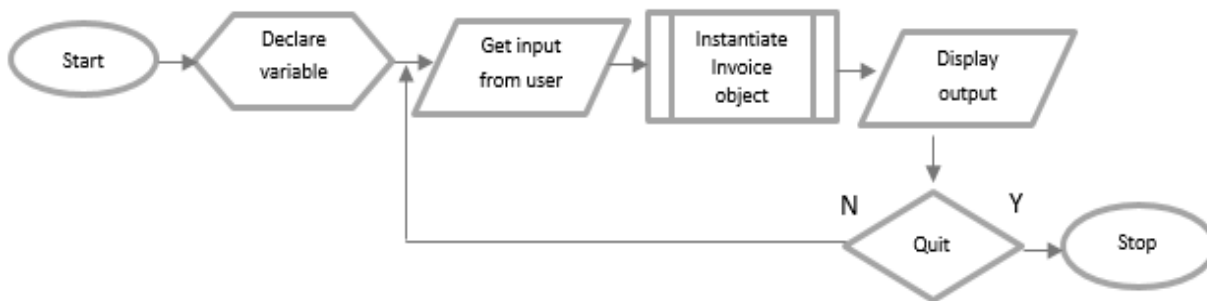 Start
Declare
variable
Get input
from user
Instantiate
Invoice
object
Display
output
N
Y
Quit
Stop